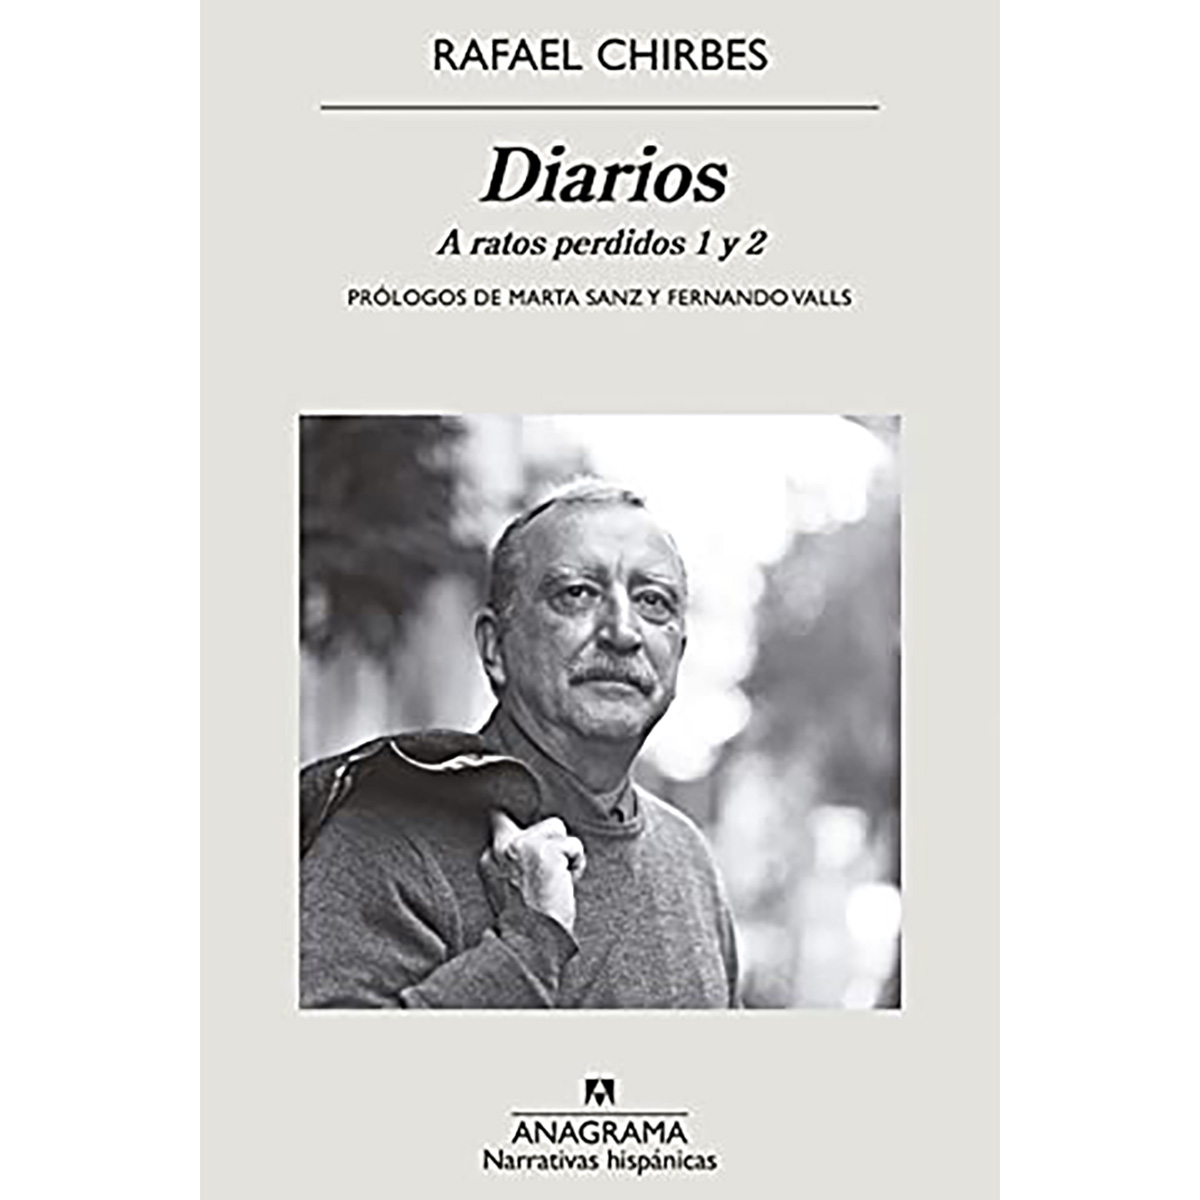 RAFAEL CHIRBES
Diarios
A ratos perdidos 1 y 2
PRÓLOGOS DE MARTA SANZ Y FERNANDO VALLS
ANAGRAMA
Narrativas hispánicas